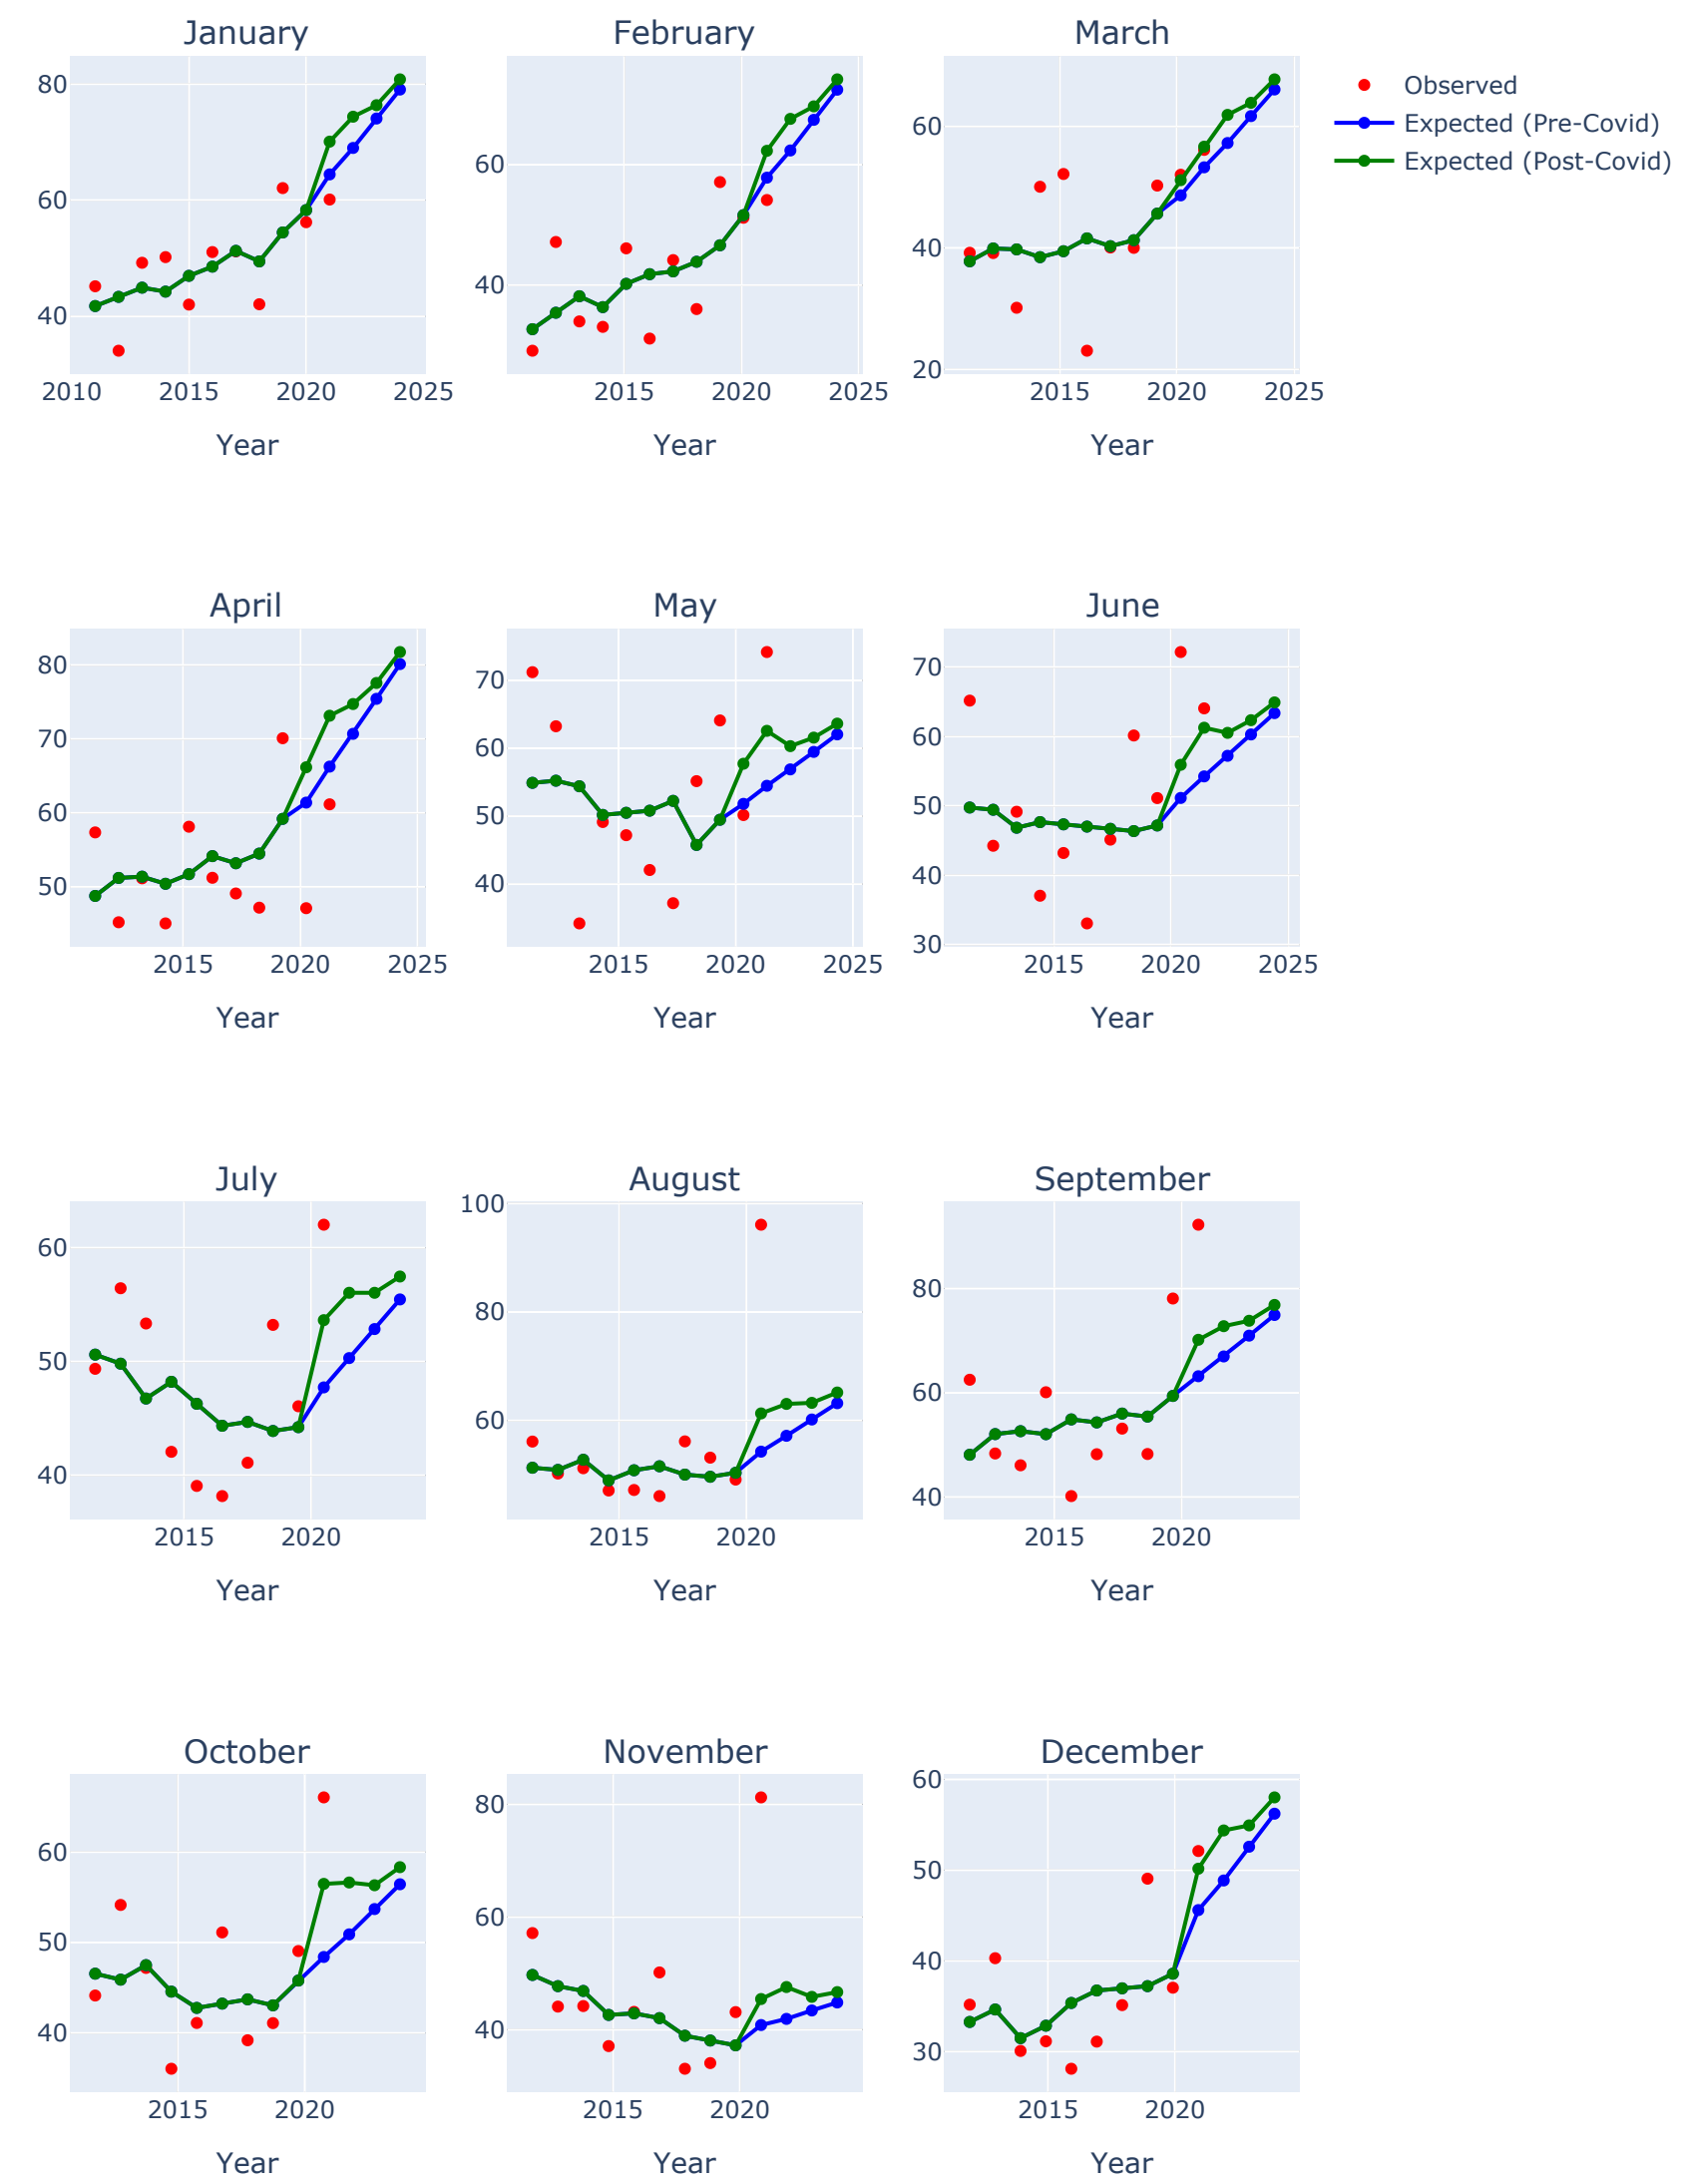 January
February
March
80
60
40
2010
2015
2020
2025
Year
60
40
2015
2020
2025
Year
60
40
20
2015
2020
2025
Year
Observed
Expected (Pre-Covid)
Expected (Post-Covid)
April
May
June
80
70
60
50
2015
2020
2025
Year
70
60
50
40
2015
2020
2025
Year
70
60
50
40
30
2015
2020
2025
Year
July
August
September
60
50
40
2015
2020
Year
100
80
60
2015
2020
Year
80
60
40
2015
2020
Year
October
November
December
60
50
40
2015
2020
Year
80
60
40
2015
2020
Year
60
50
40
30
2015
2020
Year